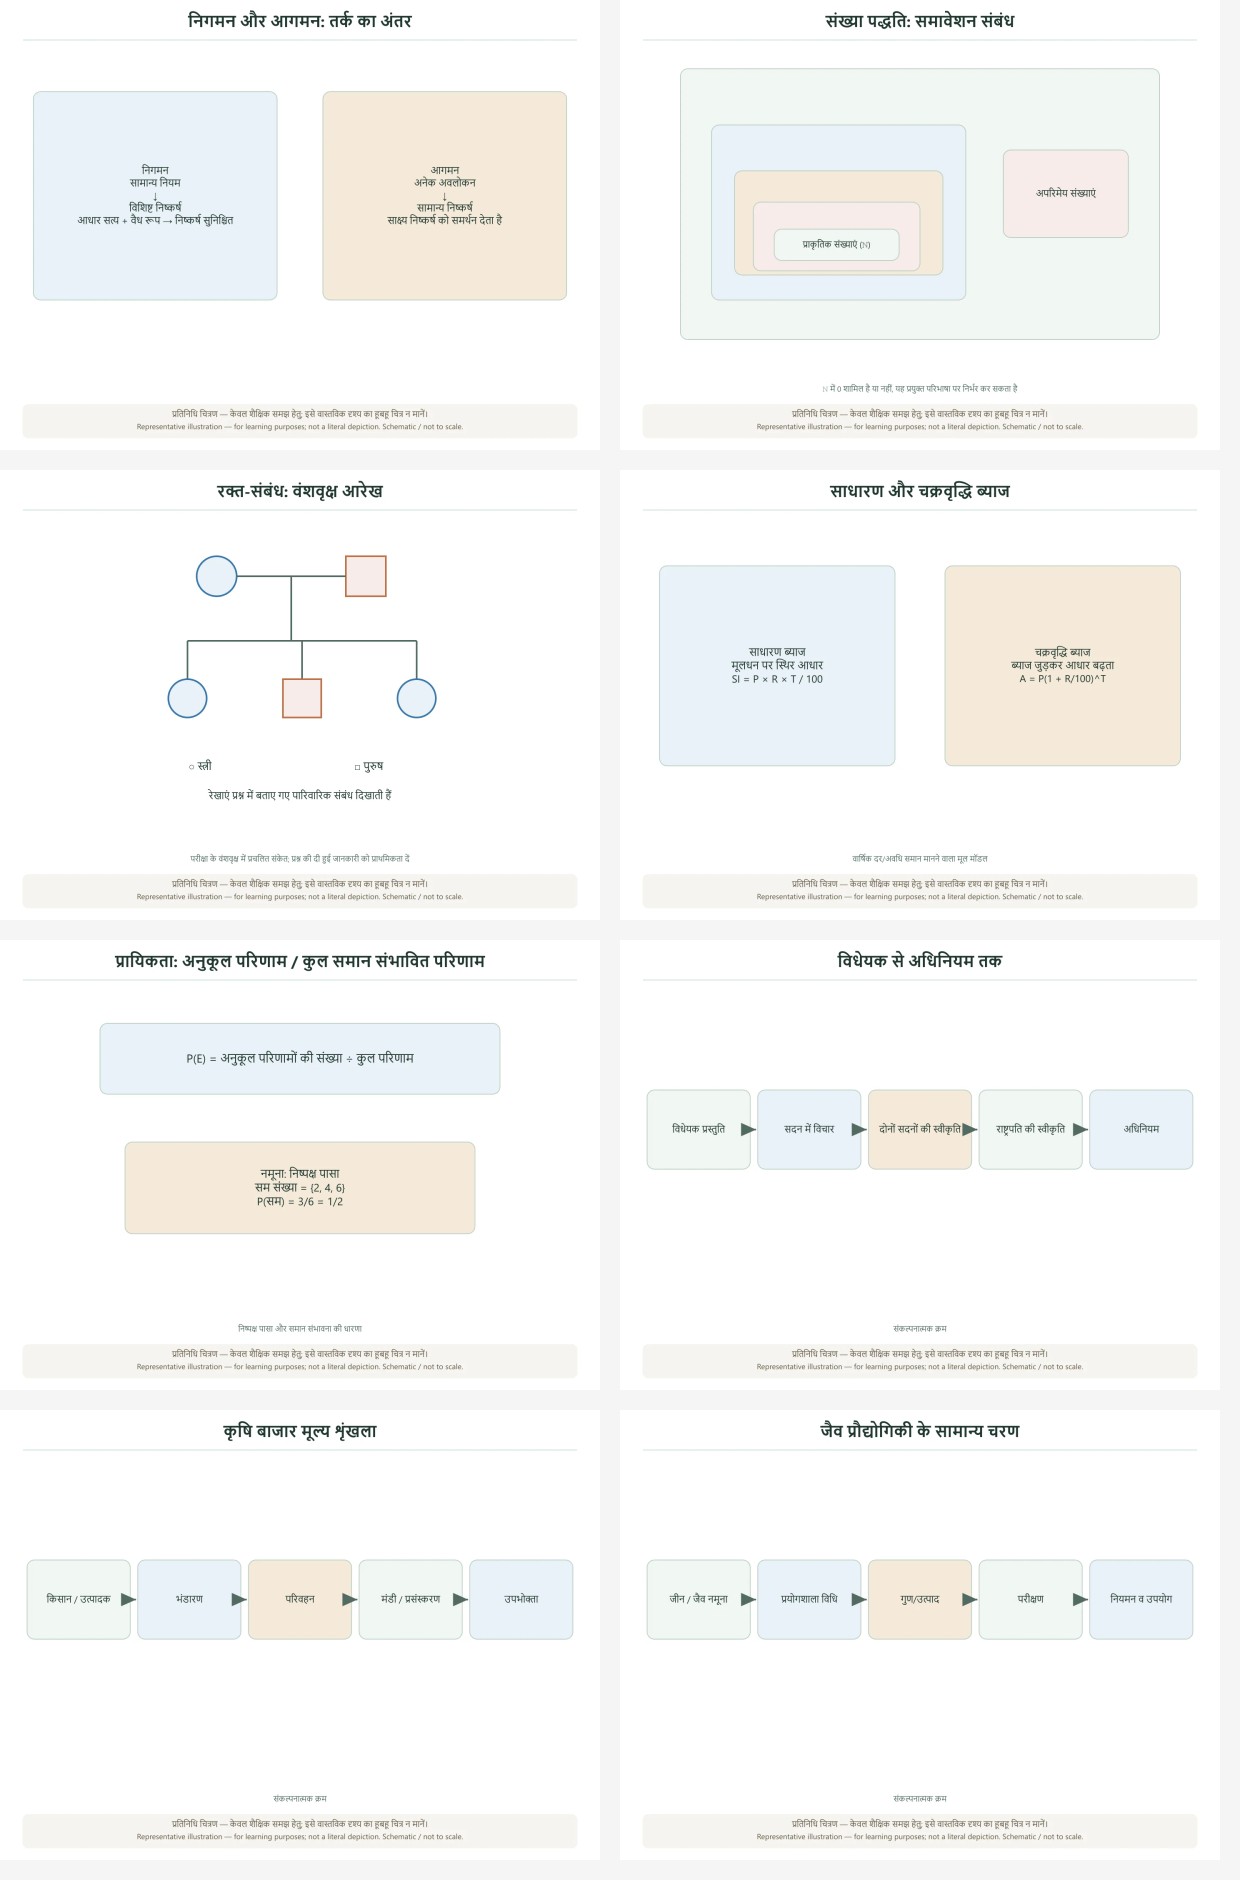 निगमन और आगमन: तर्क का अंतर
निगमन
सामान्य नियम
↓
विशिष्ट निष्कर्ष
आधार सत्य + वैध रूप → निष्कर्ष सुनिश्चित
आगमन
अनेक अवलोकन
↓
सामान्य निष्कर्ष
साक्ष्य निष्कर्ष को समर्थन देता है
प्रतिनिधि चित्रण — केवल शैक्षिक समझ हेतु; इसे वास्तविक दृश्य का हूबहू चित्र न मानें।
Representative illustration — for learning purposes; not a literal depiction. Schematic / not to scale.
संख्या पद्धति: समावेशन संबंध
अपरिमेय संख्याएं
प्राकृतिक संख्याएँ (N)
N में 0 शामिल है या नहीं, यह प्रयुक्त परिभाषा पर निर्भर कर सकता है
प्रतिनिधि चित्रण — केवल शैक्षिक समझ हेतु; इसे वास्तविक दृश्य का हूबहू चित्र न मानें।
Representative illustration — for learning purposes; not a literal depiction. Schematic / not to scale.
रक्त-संबंध: वंशवृक्ष आरेख
○ स्त्री
□ पुरुष
रेखाएं प्रश्न में बताए गए पारिवारिक संबंध दिखाती हैं
परीक्षा के वंशवृक्ष में प्रचलित संकेत; प्रश्न की दी हुई जानकारी को प्राथमिकता दें
प्रतिनिधि चित्रण — केवल शैक्षिक समझ हेतु; इसे वास्तविक दृश्य का हूबहू चित्र न मानें।
Representative illustration — for learning purposes; not a literal depiction. Schematic / not to scale.
साधारण और चक्रवृद्धि ब्याज
साधारण ब्याज
मूलधन पर स्थिर आधार
SI = P × R × T / 100
चक्रवृद्धि ब्याज
ब्याज जुड़कर आधार बढ़ता
A = P(1 + R/100)^T
वार्षिक दर/अवधि समान मानने वाला मूल मॉडल
प्रतिनिधि चित्रण — केवल शैक्षिक समझ हेतु; इसे वास्तविक दृश्य का हूबहू चित्र न मानें।
Representative illustration — for learning purposes; not a literal depiction. Schematic / not to scale.
प्रायिकता: अनुकूल परिणाम / कुल समान संभावित परिणाम
P(E) = अनुकूल परिणामों की संख्या ÷ कुल परिणाम
नमूना: निष्पक्ष पासा
सम संख्या = {2, 4, 6}
P(सम) = 3/6 = 1/2
निष्पक्ष पासा और समान संभावना की धारणा
प्रतिनिधि चित्रण — केवल शैक्षिक समझ हेतु; इसे वास्तविक दृश्य का हूबहू चित्र न मानें।
Representative illustration — for learning purposes; not a literal depiction. Schematic / not to scale.
विधेयक से अधिनियम तक
विधेयक प्रस्तुति
सदन में विचार
दोनों सदनों की स्वीकृति
राष्ट्रपति की स्वीकृति
अधिनियम
संकल्पनात्मक क्रम
प्रतिनिधि चित्रण — केवल शैक्षिक समझ हेतु; इसे वास्तविक दृश्य का हूबहू चित्र न मानें।
Representative illustration — for learning purposes; not a literal depiction. Schematic / not to scale.
कृषि बाजार मूल्य शृंखला
किसान / उत्पादक
भंडारण
परिवहन
मंडी / प्रसंस्करण
उपभोक्ता
संकल्पनात्मक क्रम
प्रतिनिधि चित्रण — केवल शैक्षिक समझ हेतु; इसे वास्तविक दृश्य का हूबहू चित्र न मानें।
Representative illustration — for learning purposes; not a literal depiction. Schematic / not to scale.
जैव प्रौद्योगिकी के सामान्य चरण
जीन / जैव नमूना
प्रयोगशाला विधि
गुण/उत्पाद
परीक्षण
नियमन व उपयोग
संकल्पनात्मक क्रम
प्रतिनिधि चित्रण — केवल शैक्षिक समझ हेतु; इसे वास्तविक दृश्य का हूबहू चित्र न मानें।
Representative illustration — for learning purposes; not a literal depiction. Schematic / not to scale.